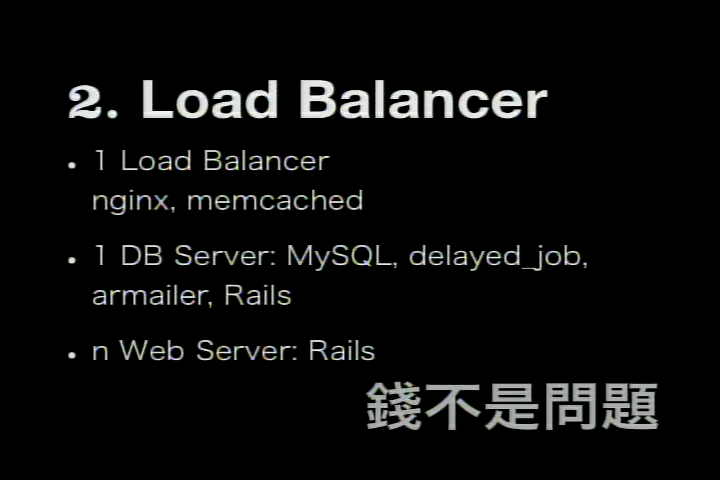 2. Load Balancer
• 1 Load Balancer
nginx, memcached
• 1 DB Server: MySQL, delayed_job,
armailer, Rails
• n Web Server: Rails
錢不是問題